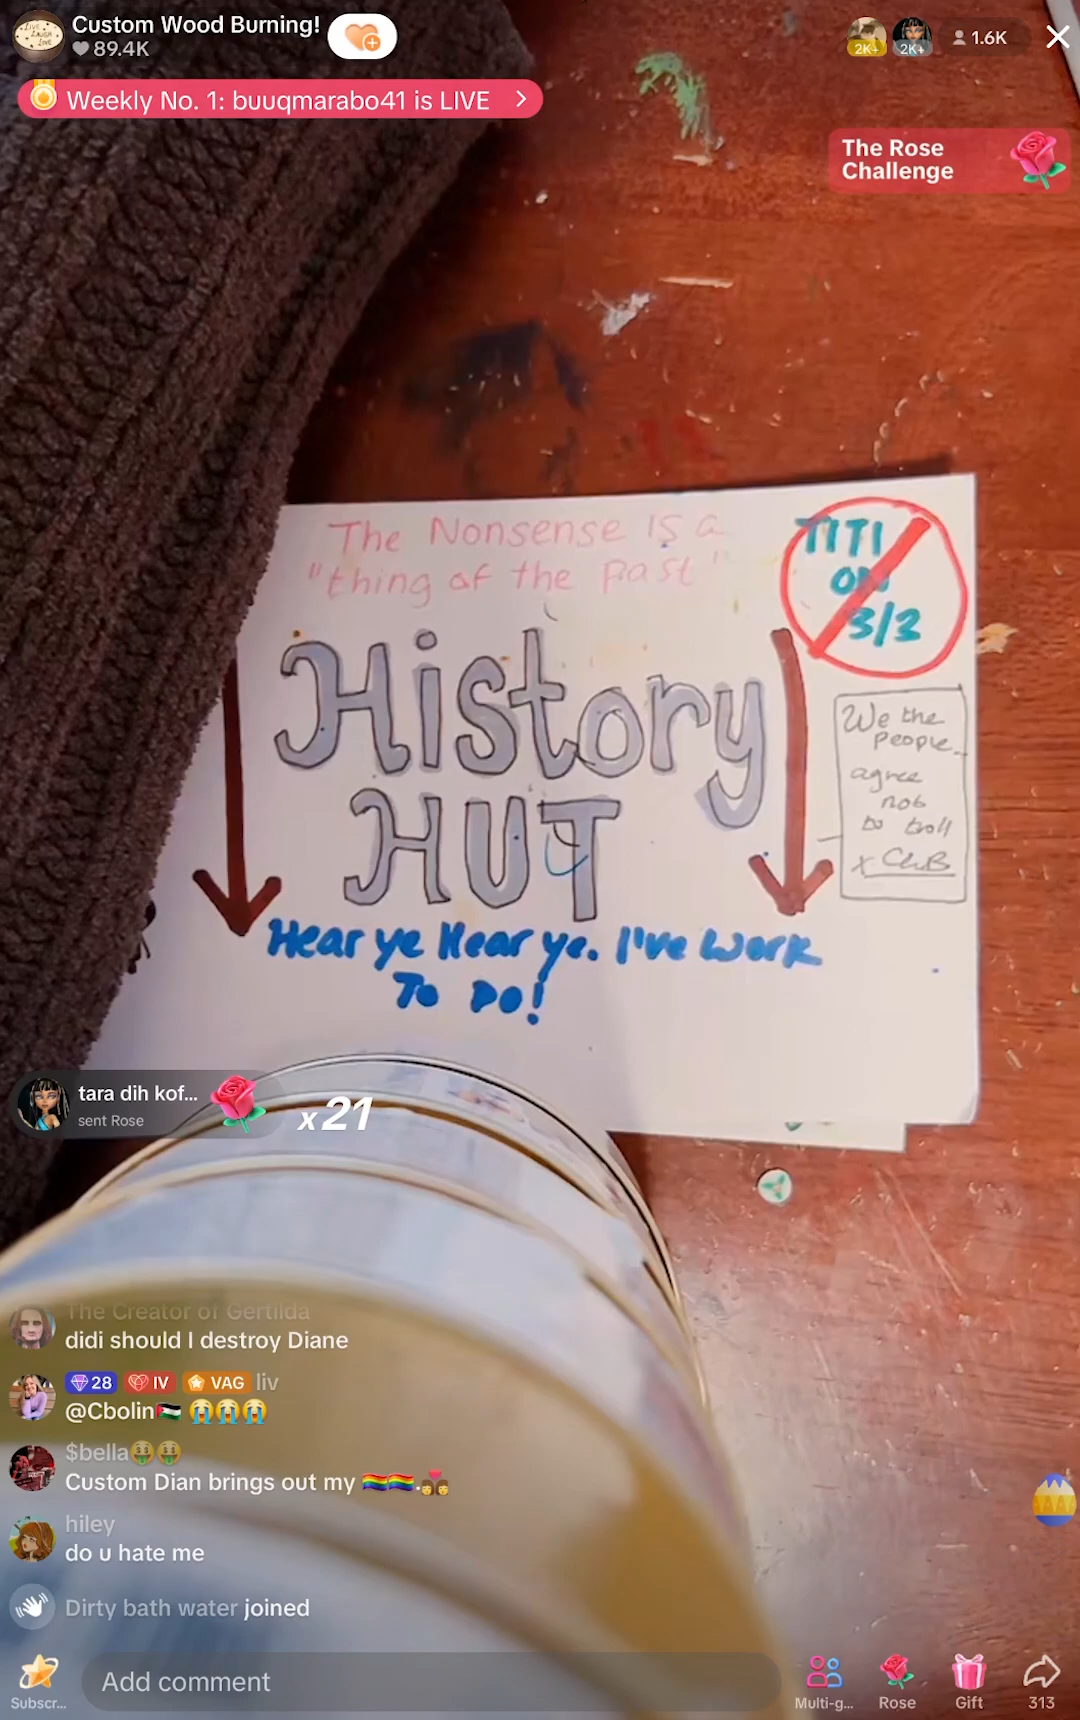 Custom Wood Burning!
89.4K
2K+
2K+
1.6K
Weekly No. 1: buuqmarabo41 is LIVE
The Rose
Challenge
The Nonsense is a
"thing of the past"
TITI
ON
3/3
History
HUT
We the
people..
agree
not
to troll
x CLB
Hear ye Hear ye. I've Work
To Do!
tara dih kof...
sent Rose
x21
The Creator of Gertilda
didi should I destroy Diane
28 IV VAG liv
@Cbolin🇵🇸 😭😭😭
$bella🤑🤑
Custom Dian brings out my 🏳️‍🌈🏳️‍🌈.👩‍❤️‍👩
hiley
do u hate me
Dirty bath water joined
Add comment
Subscr...
Multi-g...
Rose
Gift
313